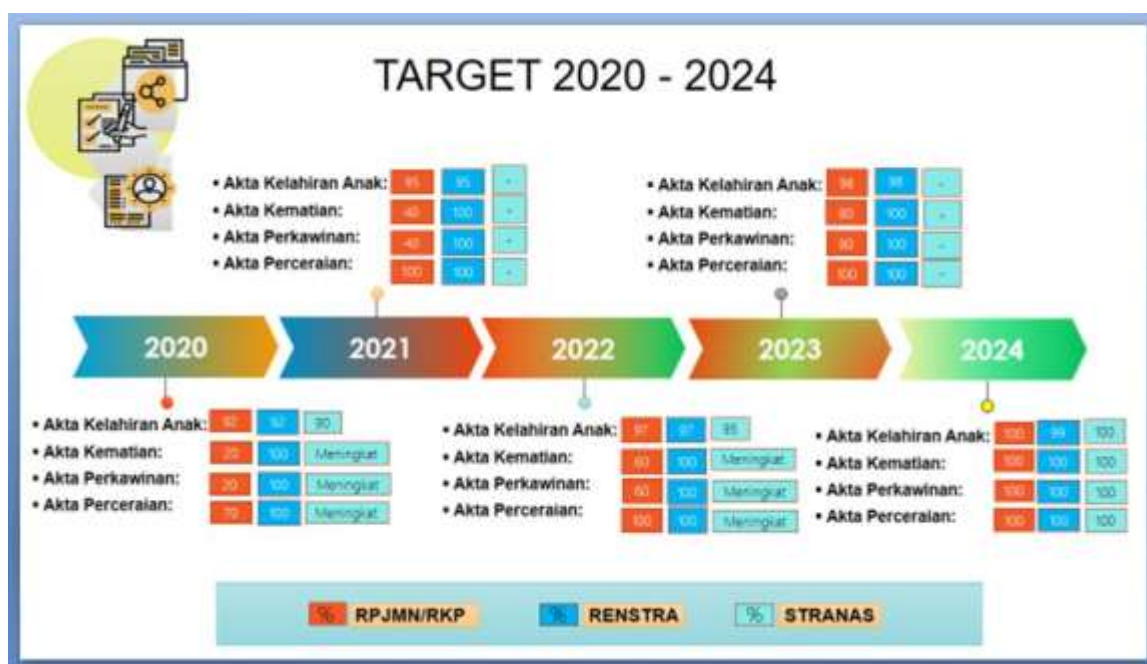 TARGET 2020 - 2024
• Akta Kelahiran Anak: 95 95 -
• Akta Kematian: 40 100 -
• Akta Perkawinan: 40 100 -
• Akta Perceraian: 100 100 -
• Akta Kelahiran Anak: 98 98 -
• Akta Kematian: 80 100 -
• Akta Perkawinan: 80 100 -
• Akta Perceraian: 100 100 -
2020 2021 2022 2023 2024
• Akta Kelahiran Anak: 92 92 90
• Akta Kematian: 20 100 Meningkat
• Akta Perkawinan: 20 100 Meningkat
• Akta Perceraian: 70 100 Meningkat
• Akta Kelahiran Anak: 97 97 95
• Akta Kematian: 60 100 Meningkat
• Akta Perkawinan: 60 100 Meningkat
• Akta Perceraian: 100 100 Meningkat
• Akta Kelahiran Anak: 100 99 100
• Akta Kematian: 100 100 100
• Akta Perkawinan: 100 100 100
• Akta Perceraian: 100 100 100
% RPJMN/RKP % RENSTRA % STRANAS